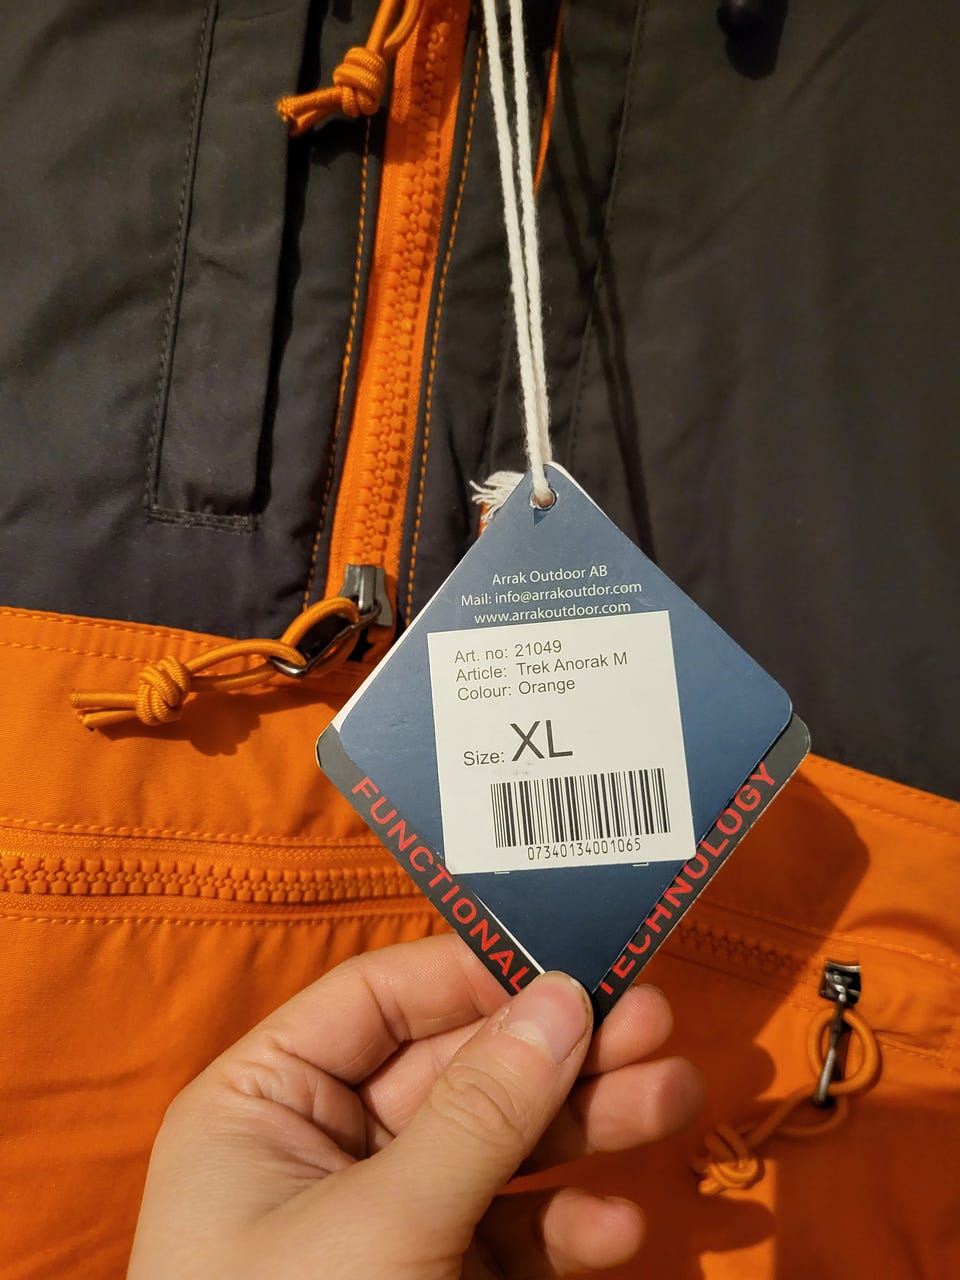 Arrak Outdoor AB
Mail: info@arrakoutdor.com
www.arrakoutdoor.com
Art. no: 21049
Article: Trek Anorak M
Colour: Orange
Size: XL
07340134001065
FUNCTIONAL
TECHNOLOGY